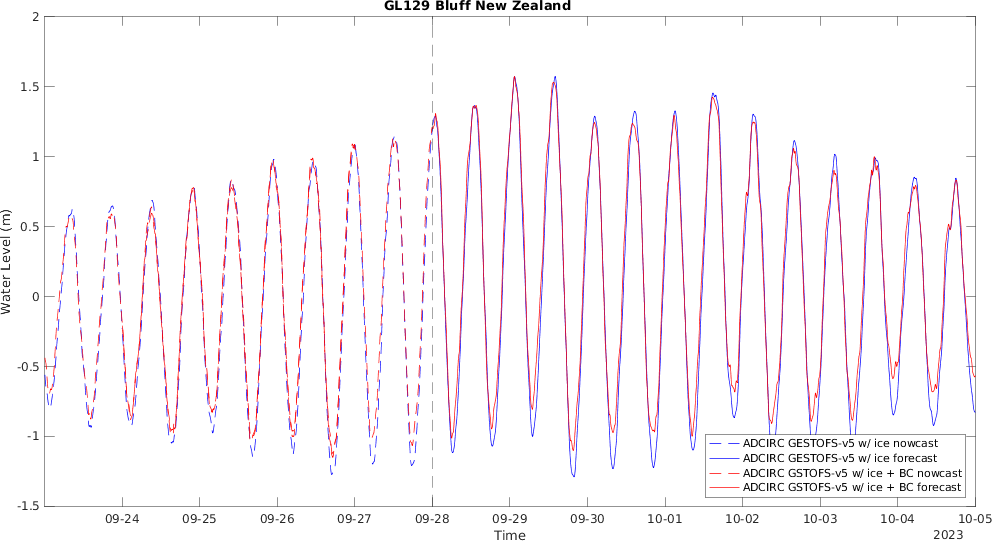 GL129 Bluff New Zealand
2
1.5
1
0.5
0
-0.5
-1
-1.5
Water Level (m)
ADCIRC GESTOFS-v5 w/ ice nowcast
ADCIRC GESTOFS-v5 w/ ice forecast
ADCIRC GSTOFS-v5 w/ ice + BC nowcast
ADCIRC GSTOFS-v5 w/ ice + BC forecast
09-24 09-25 09-26 09-27 09-28 09-29 09-30 10-01 10-02 10-03 10-04 10-05
Time
2023